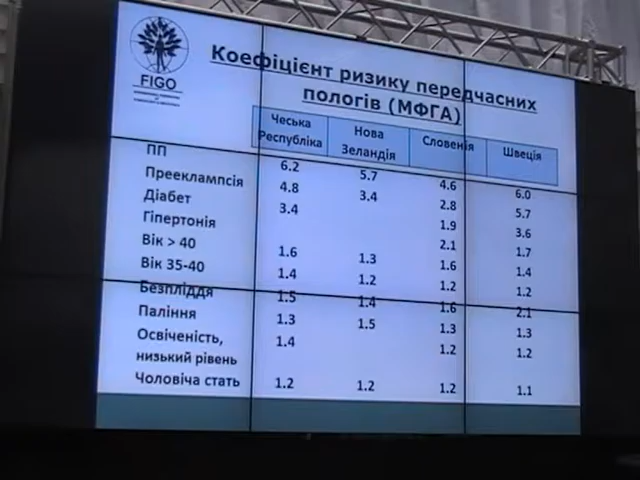 FIGO
Коефіцієнт ризику передчасних
пологів (МФГА)
Чеська Республіка Нова Зеландія Словенія Швеція
ПП 6.2 5.7 4.6 6.0
Прееклампсія 4.8 3.4 2.8 5.7
Діабет 3.4 1.9 3.6
Гіпертонія 2.1 1.7
Вік > 40 1.6 1.3 1.6 1.4
Вік 35-40 1.4 1.2 1.2 1.2
Безпліддя 1.5 1.4 1.6 2.1
Паління 1.3 1.5 1.3 1.3
Освіченість,
низький рівень 1.4 1.2 1.2
Чоловіча стать 1.2 1.2 1.2 1.1